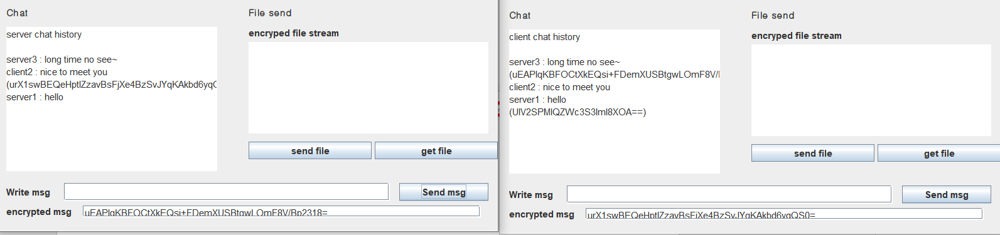 Chat
File send
encryped file stream
server chat history
server3 : long time no see~
client2 : nice to meet you
(urX1swBEQeHptlZzavBsFjXe4BzSvJYqKAkbd6yqC
server1 : hello
send file
get file
Write msg
Send msg
encrypted msg
uEAPlqKBFOCtXkEQsi+FDemXUSBtgwLOmF8V//Bp2318=
Chat
File send
encryped file stream
client chat history
server3 : long time no see~
(uEAPlqKBFOCtXkEQsi+FDemXUSBtgwLOmF8V/
client2 : nice to meet you
server1 : hello
(UlV2SPMlQZWc3S3lml8XOA==)
send file
get file
Write msg
Send msg
encrypted msg
urX1swBEQeHptlZzavBsFjXe4BzSvJYqKAkbd6yqQS0=